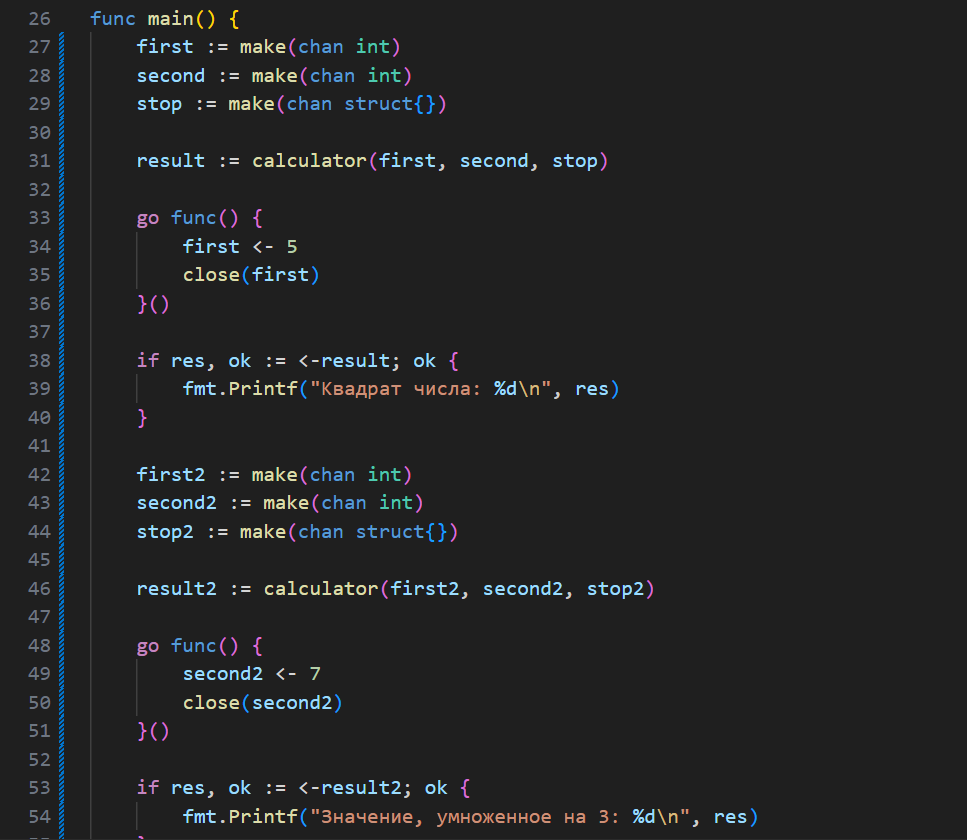 26 func main() {
27 first := make(chan int)
28 second := make(chan int)
29 stop := make(chan struct{})
30
31 result := calculator(first, second, stop)
32
33 go func() {
34 first <- 5
35 close(first)
36 }()
37
38 if res, ok := <-result; ok {
39 fmt.Printf("Квадрат числа: %d\n", res)
40 }
41
42 first2 := make(chan int)
43 second2 := make(chan int)
44 stop2 := make(chan struct{})
45
46 result2 := calculator(first2, second2, stop2)
47
48 go func() {
49 second2 <- 7
50 close(second2)
51 }()
52
53 if res, ok := <-result2; ok {
54 fmt.Printf("Значение, умноженное на 3: %d\n", res)